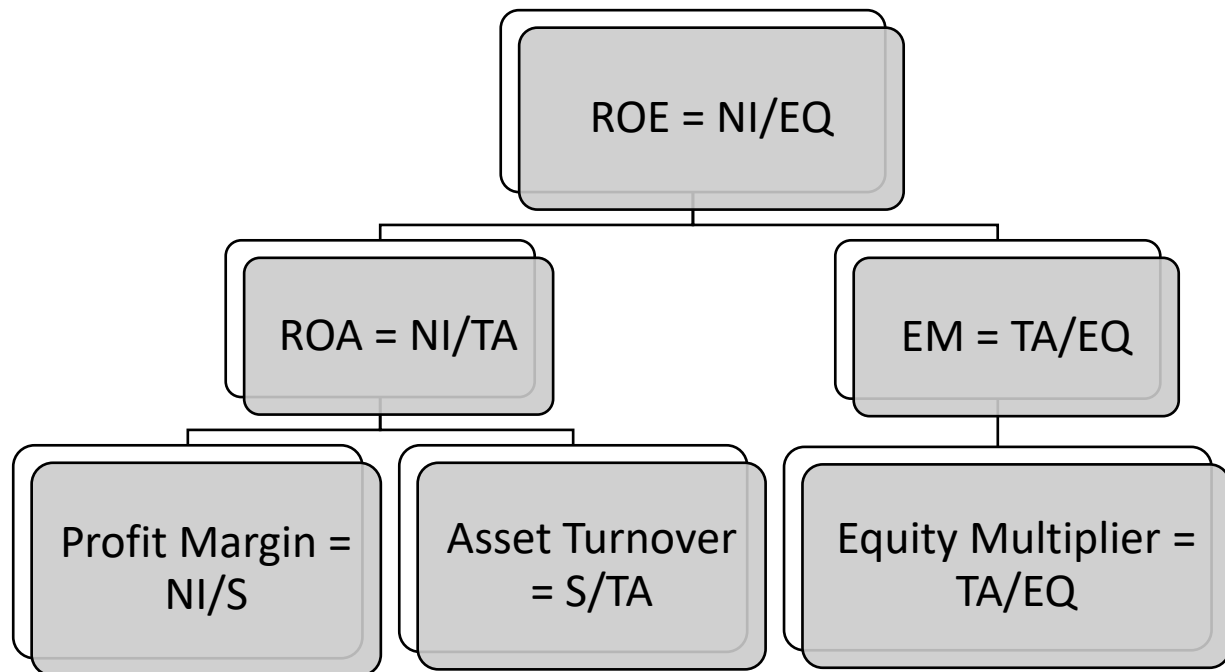 ROE = NI/EQ
ROA = NI/TA
EM = TA/EQ
Profit Margin =
NI/S
Asset Turnover
= S/TA
Equity Multiplier =
TA/EQ